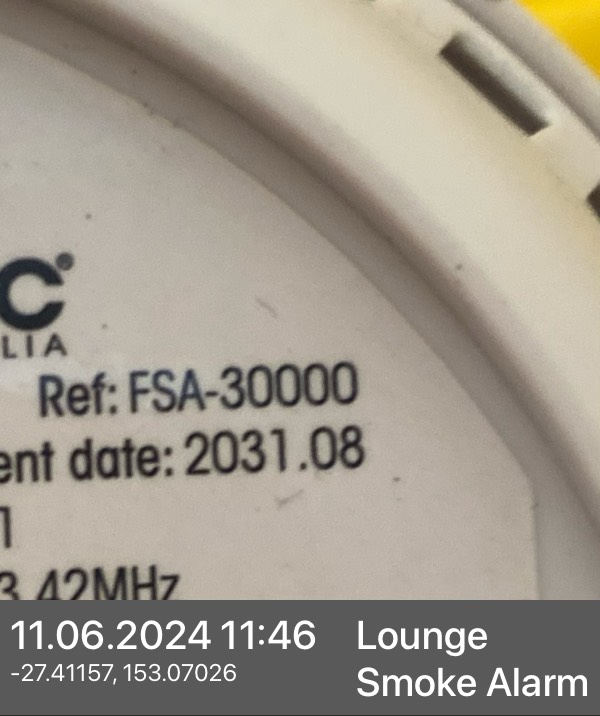 C®
LIA
Ref: FSA-30000
ent date: 2031.08
1
3.42MHz
11.06.2024 11:46
-27.41157, 153.07026
Lounge
Smoke Alarm